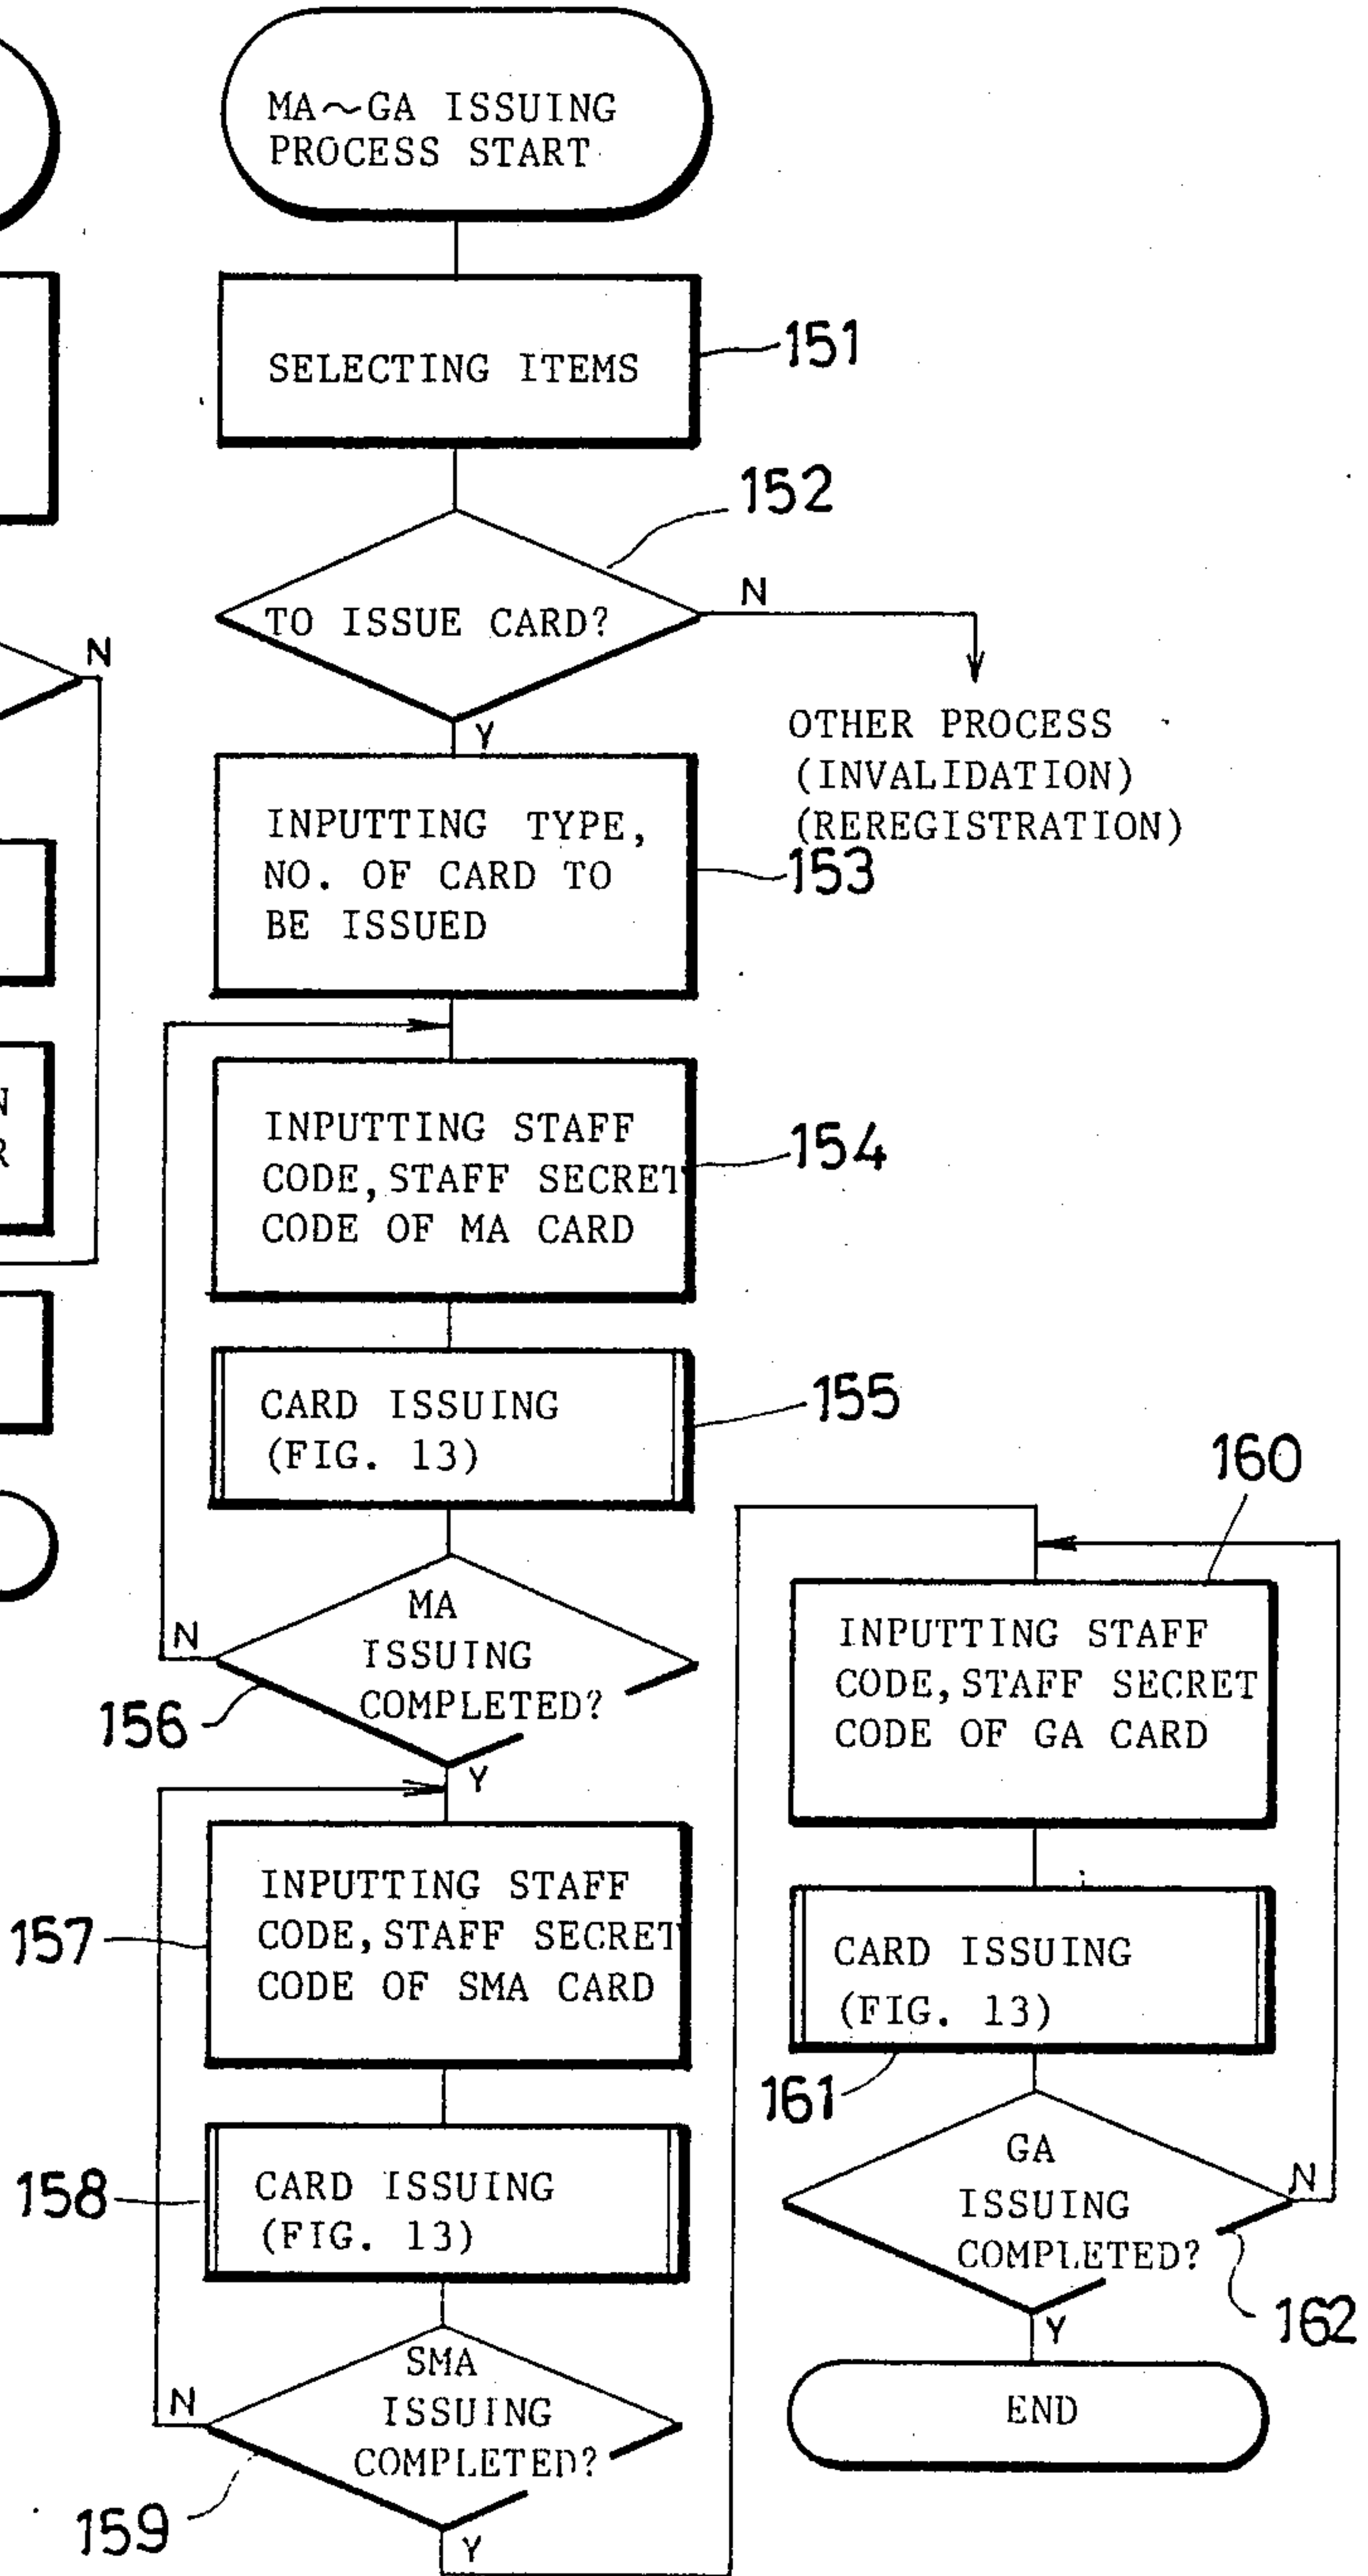 MA~GA ISSUING
PROCESS START
SELECTING ITEMS
151
152
TO ISSUE CARD?
N
Y
OTHER PROCESS
(INVALIDATION)
(REREGISTRATION)
N
INPUTTING TYPE,
NO. OF CARD TO
BE ISSUED
153
N
R
INPUTTING STAFF
CODE, STAFF SECRET
CODE OF MA CARD
154
CARD ISSUING
(FIG. 13)
155
MA
ISSUING
COMPLETED?
N
156
Y
INPUTTING STAFF
CODE, STAFF SECRET
CODE OF SMA CARD
157
CARD ISSUING
(FIG. 13)
158
SMA
ISSUING
COMPLETED?
N
159
Y
160
INPUTTING STAFF
CODE, STAFF SECRET
CODE OF GA CARD
CARD ISSUING
(FIG. 13)
161
GA
ISSUING
COMPLETED?
N
162
Y
END